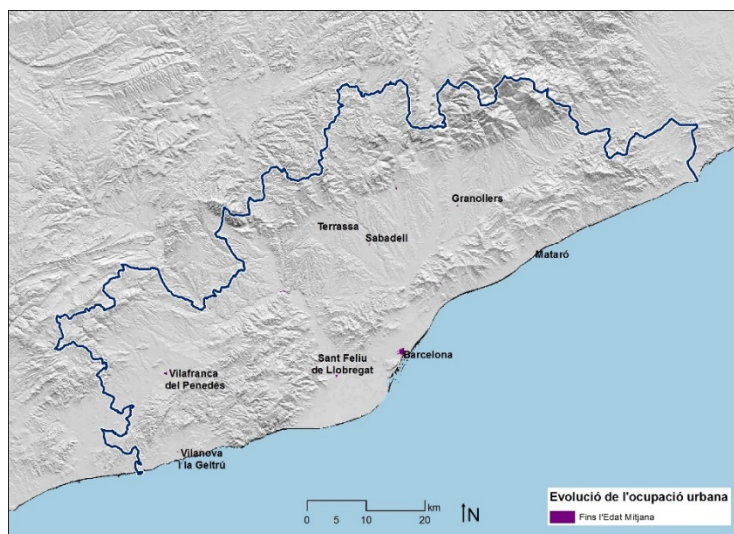 Granollers
Terrassa
Sabadell
Mataró
Barcelona
Sant Feliu
de Llobregat
Vilafranca
del Penedès
Vilanova
i la Geltrú
km
0 5 10 20
N
Evolució de l'ocupació urbana
Fins l'Edat Mitjana